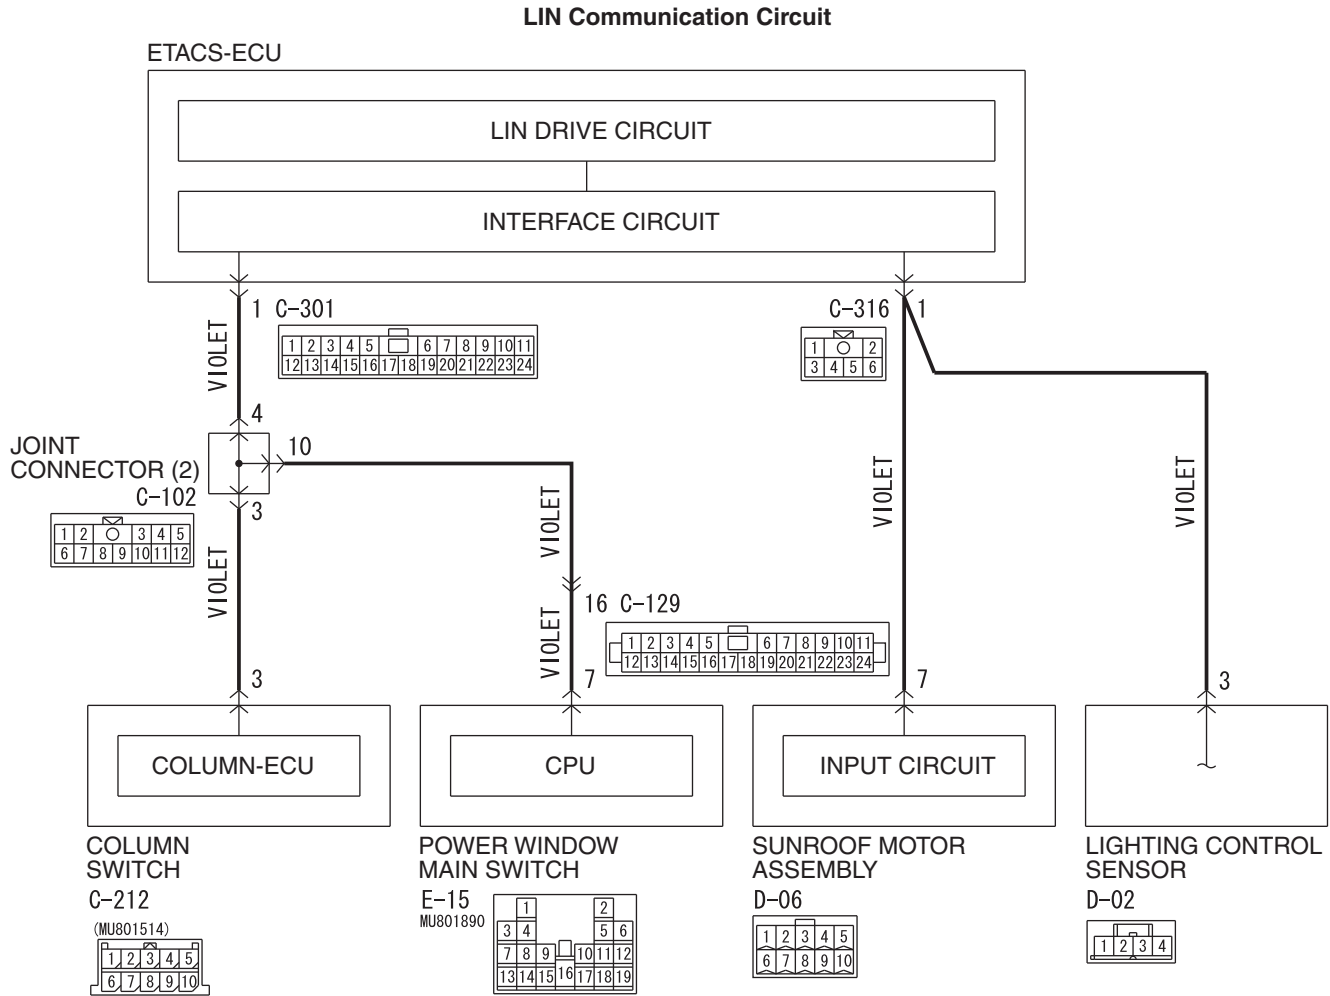 LIN Communication Circuit
ETACS-ECU
LIN DRIVE CIRCUIT
INTERFACE CIRCUIT
1 C-301
C-316 1
VIOLET
1 2 3 4 5 6 7 8 9 10 11
12 13 14 15 16 17 18 19 20 21 22 23 24
1 2
3 4 5 6
4
JOINT
CONNECTOR (2)
10
C-102
3
1 2 3 4 5
6 7 8 9 10 11 12
VIOLET
VIOLET
VIOLET
VIOLET
VIOLET
16 C-129
1 2 3 4 5 6 7 8 9 10 11
12 13 14 15 16 17 18 19 20 21 22 23 24
3
7
7
3
COLUMN-ECU
CPU
INPUT CIRCUIT
COLUMN
SWITCH
C-212
(MU801514)
1 2 3 4 5
6 7 8 9 10
POWER WINDOW
MAIN SWITCH
E-15
MU801890
1 2
3 4 5 6
7 8 9 10 11 12
13 14 15 16 17 18 19
SUNROOF MOTOR
ASSEMBLY
D-06
1 2 3 4 5
6 7 8 9 10
LIGHTING CONTROL
SENSOR
D-02
1 2 3 4